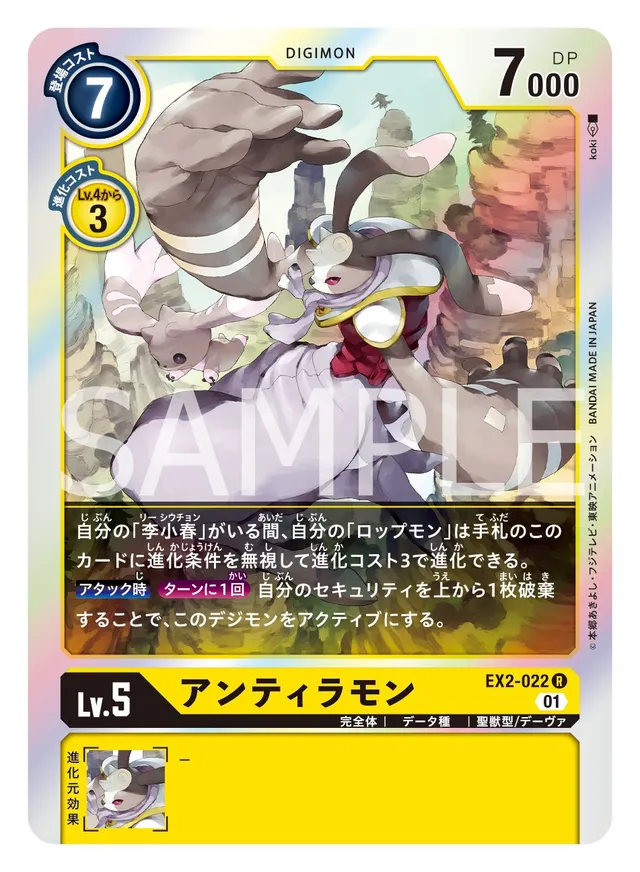 DIGIMON
登場コスト
7
DP
7000
進化コスト
Lv.4から
3
koki
BANDAI MADE IN JAPAN
© 本郷あきよし・フジテレビ・東映アニメーション
SAMPLE
自分の「李小春」がいる間、自分の「ロップモン」は手札のこの
カードに進化条件を無視して進化コスト3で進化できる。
アタック時 ターンに1回 自分のセキュリティを上から1枚破棄
することで、このデジモンをアクティブにする。
Lv.5
アンティラモン
EX2-022 R
01
完全体 | データ種 | 聖獣型/デーヴァ
進化元効果
-